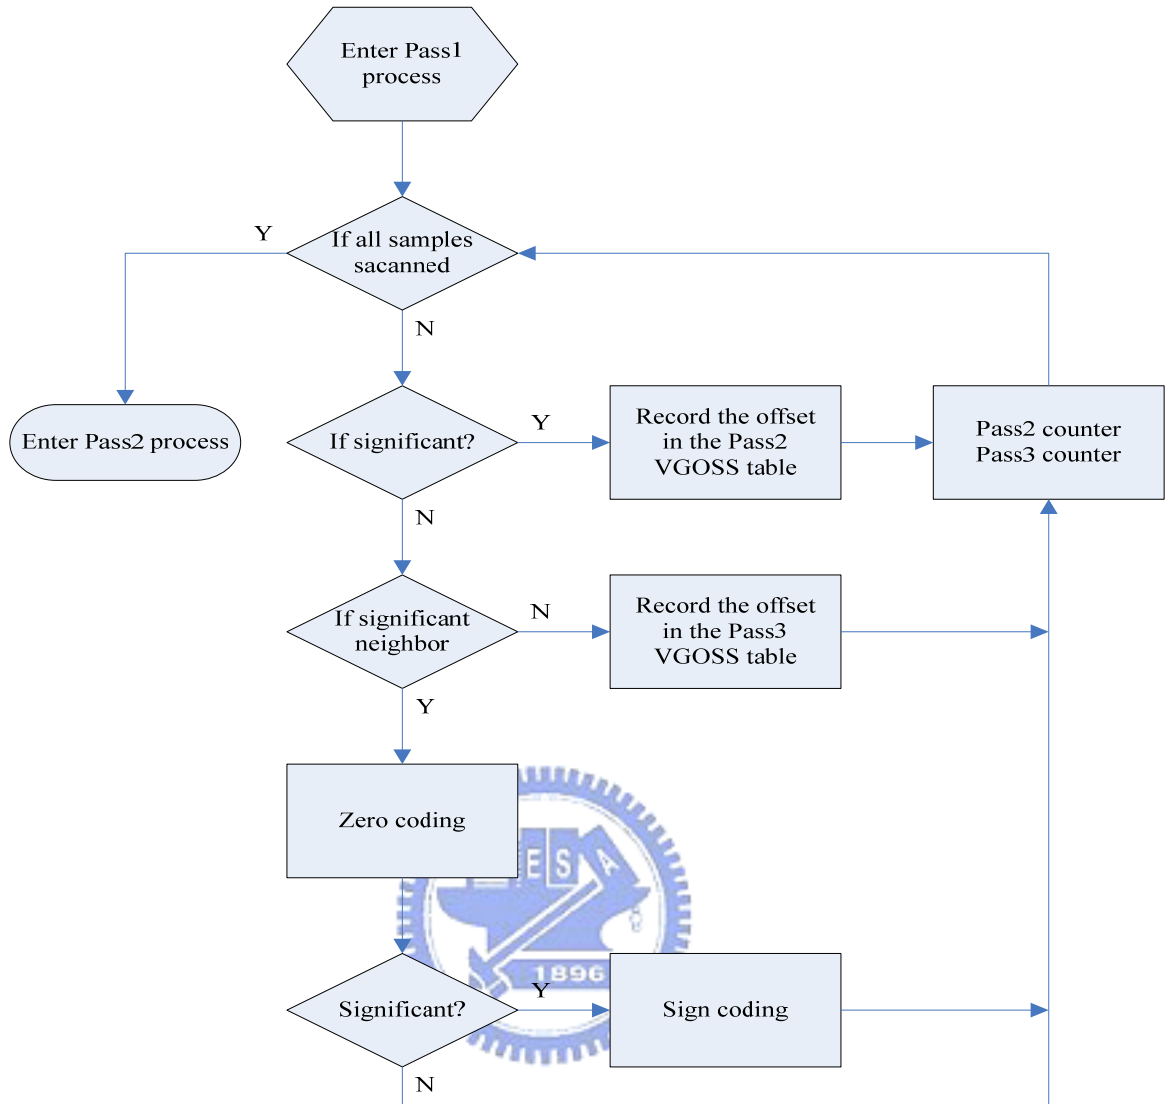 Enter Pass1
process
Y
If all samples
sacanned
N
Enter Pass2 process
If significant?
Y
Record the offset
in the Pass2
VGOSS table
Pass2 counter
Pass3 counter
N
If significant
neighbor
N
Record the offset
in the Pass3
VGOSS table
Y
Zero coding
E S A
1896
Significant?
Y
Sign coding
N